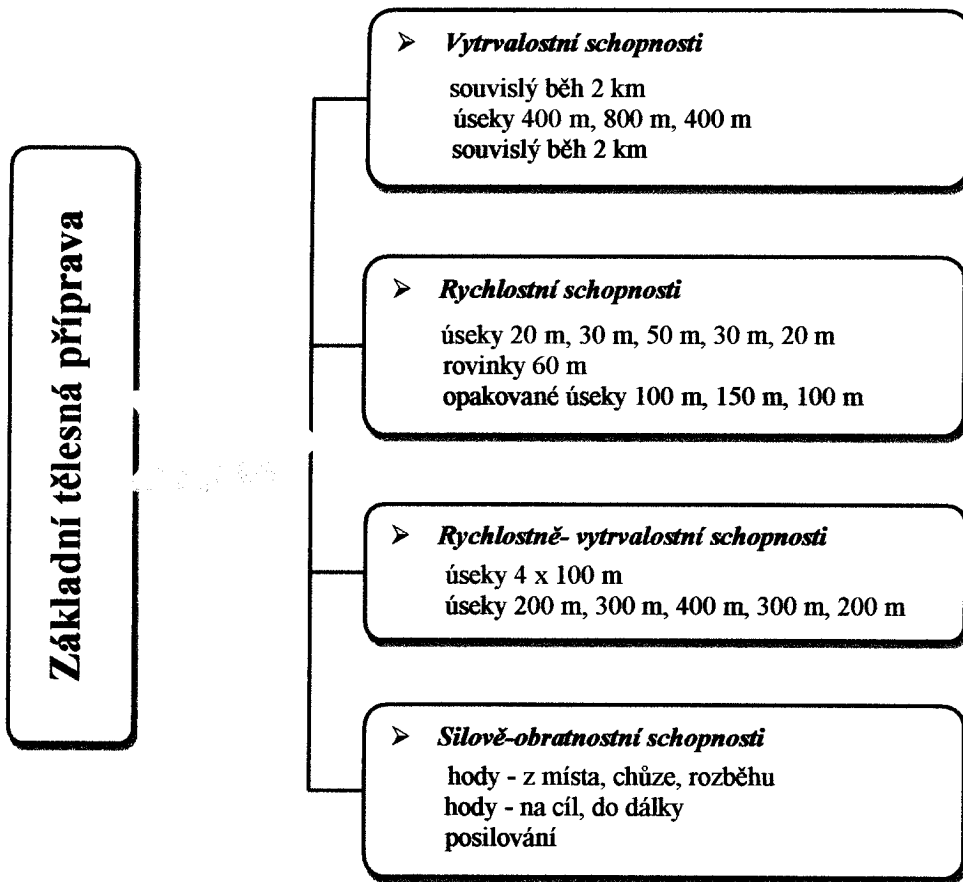 Základní tělesná příprava
➢ Vytrvalostní schopnosti
souvislý běh 2 km
úseky 400 m, 800 m, 400 m
souvislý běh 2 km
➢ Rychlostní schopnosti
úseky 20 m, 30 m, 50 m, 30 m, 20 m
rovinky 60 m
opakované úseky 100 m, 150 m, 100 m
➢ Rychlostně- vytrvalostní schopnosti
úseky 4 x 100 m
úseky 200 m, 300 m, 400 m, 300 m, 200 m
➢ Silově-obratnostní schopnosti
hody - z místa, chůze, rozběhu
hody - na cíl, do dálky
posilování